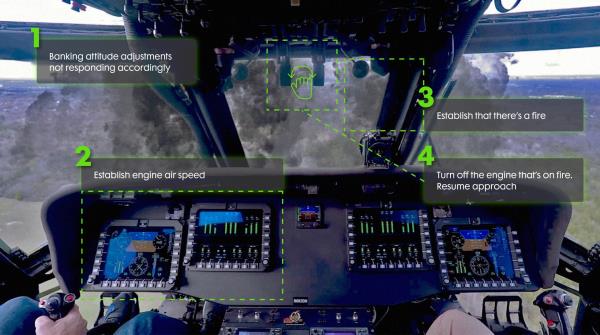 1
Banking attitude adjustments
not responding accordingly
2
Establish engine air speed
3
Establish that there's a fire
4
Turn off the engine that's on fire.
Resume approach